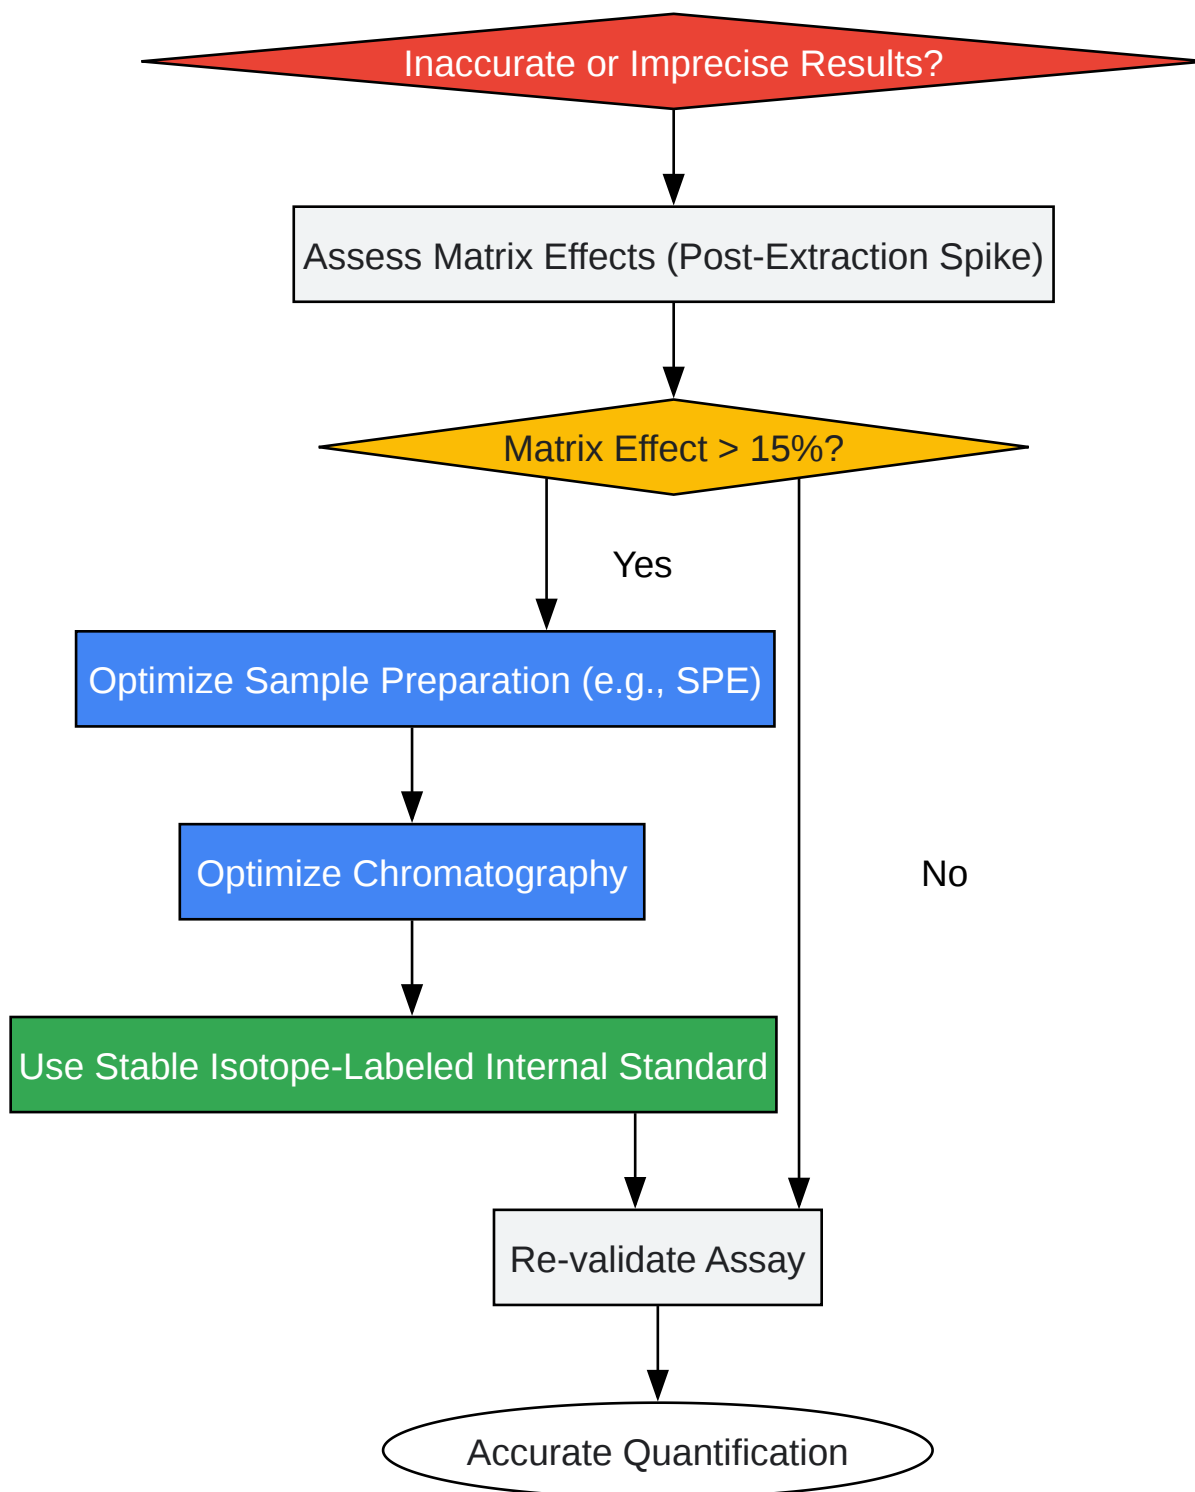 Inaccurate or Imprecise Results?
Assess Matrix Effects (Post-Extraction Spike)
Matrix Effect > 15%?
Yes
Optimize Sample Preparation (e.g., SPE)
Optimize Chromatography
No
Use Stable Isotope-Labeled Internal Standard
Re-validate Assay
Accurate Quantification